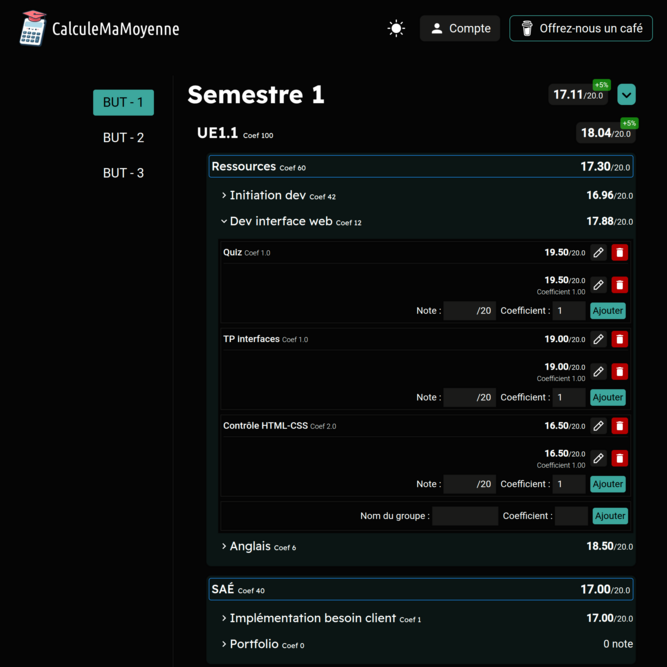 CalculeMaMoyenne
Compte
Offrez-nous un café
BUT - 1
BUT - 2
BUT - 3
Semestre 1
17.11/20.0
+5%
UE1.1 Coef 100
18.04/20.0
+5%
Ressources Coef 60 17.30/20.0
Initiation dev Coef 42 16.96/20.0
Dev interface web Coef 12 17.88/20.0
Quiz Coef 1.0 19.50/20.0
19.50/20.0
Coefficient 1.00
Note : /20 Coefficient : 1 Ajouter
TP interfaces Coef 1.0 19.00/20.0
19.00/20.0
Coefficient 1.00
Note : /20 Coefficient : 1 Ajouter
Contrôle HTML-CSS Coef 2.0 16.50/20.0
16.50/20.0
Coefficient 1.00
Note : /20 Coefficient : 1 Ajouter
Nom du groupe : Coefficient : Ajouter
Anglais Coef 6 18.50/20.0
SAÉ Coef 40 17.00/20.0
Implémentation besoin client Coef 1 17.00/20.0
Portfolio Coef 0 0 note